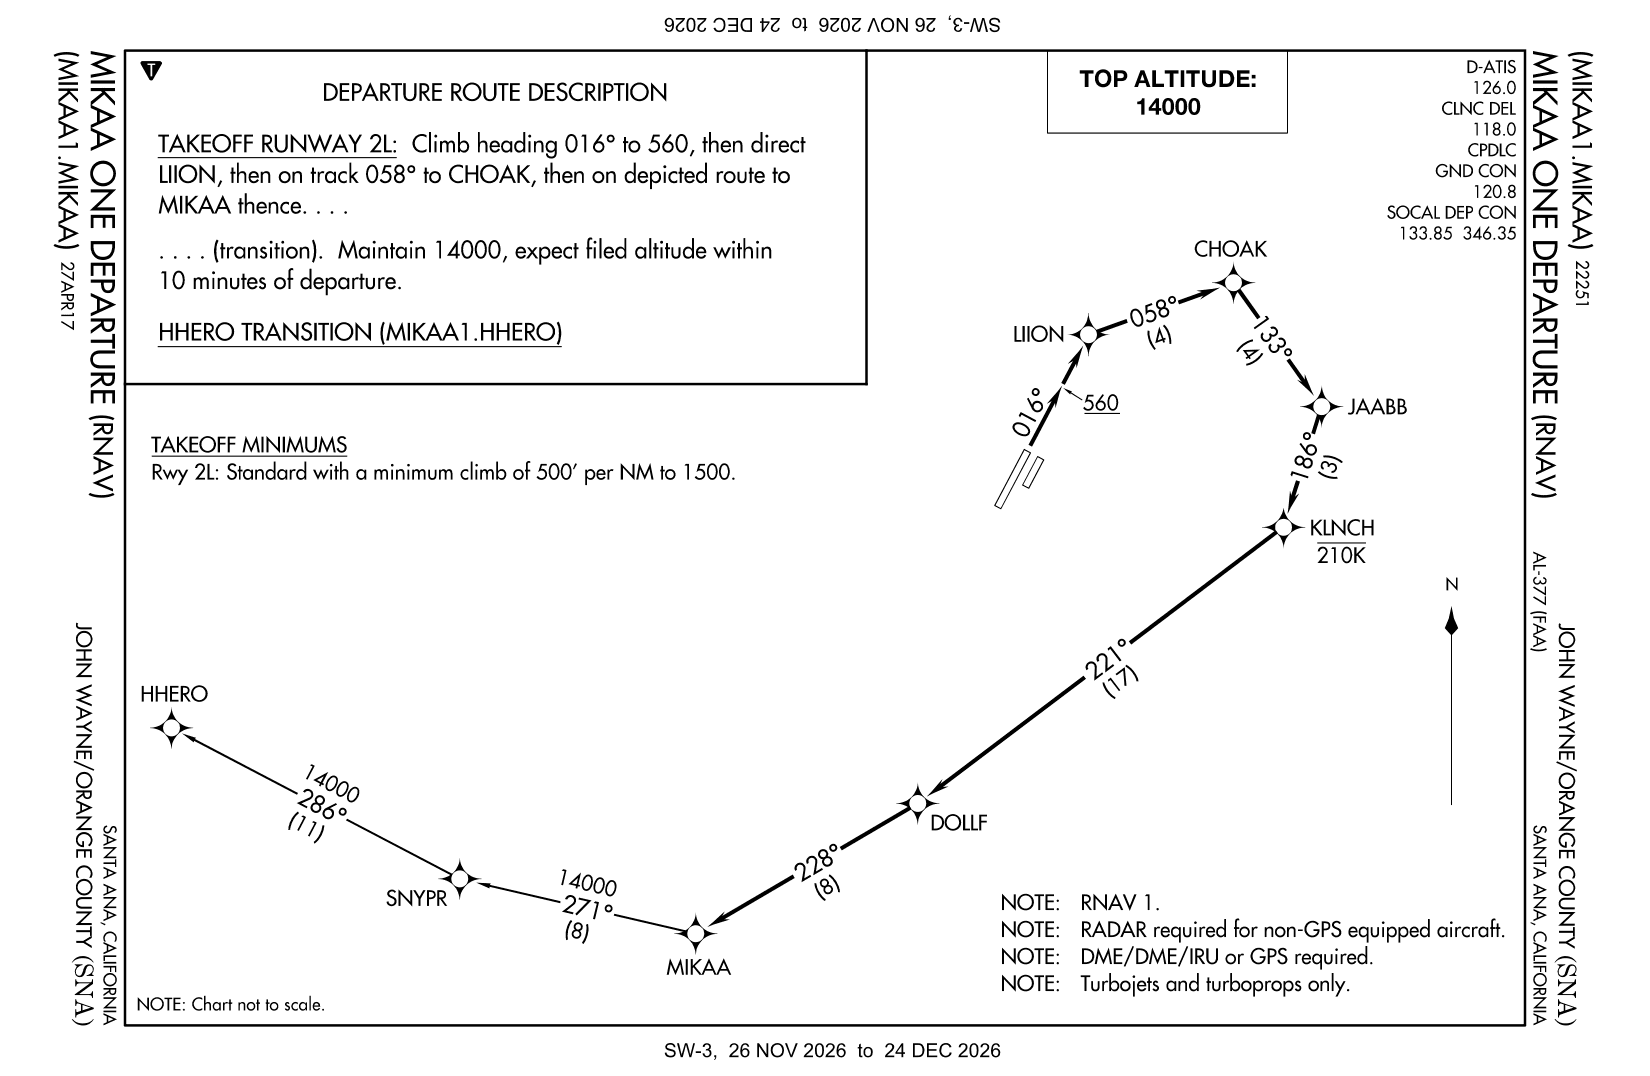 SW-3, 26 NOV 2026 to 24 DEC 2026
(MIKAA1.MIKAA) 27APR17
MIKAA ONE DEPARTURE (RNAV)
JOHN WAYNE/ORANGE COUNTY (SNA)
SANTA ANA, CALIFORNIA
T
DEPARTURE ROUTE DESCRIPTION
TAKEOFF RUNWAY 2L: Climb heading 016° to 560, then direct
LIION, then on track 058° to CHOAK, then on depicted route to
MIKAA thence. . . .
. . . . (transition). Maintain 14000, expect filed altitude within
10 minutes of departure.
HHERO TRANSITION (MIKAA1.HHERO)
TAKEOFF MINIMUMS
Rwy 2L: Standard with a minimum climb of 500′ per NM to 1500.
TOP ALTITUDE:
14000
D-ATIS
126.0
CLNC DEL
118.0
CPDLC
GND CON
120.8
SOCAL DEP CON
133.85 346.35
CHOAK
LIION
058°
(4)
133°
(4)
016°
560
JAABB
186°
(3)
KLNCH
210K
N
221°
(17)
HHERO
14000
286°
(11)
DOLLF
228°
(8)
SNYPR
14000
271°
(8)
MIKAA
NOTE: RNAV 1.
NOTE: RADAR required for non-GPS equipped aircraft.
NOTE: DME/DME/IRU or GPS required.
NOTE: Turbojets and turboprops only.
NOTE: Chart not to scale.
(MIKAA1.MIKAA) 22251
MIKAA ONE DEPARTURE (RNAV)
AL-377 (FAA)
JOHN WAYNE/ORANGE COUNTY (SNA)
SANTA ANA, CALIFORNIA
SW-3, 26 NOV 2026 to 24 DEC 2026